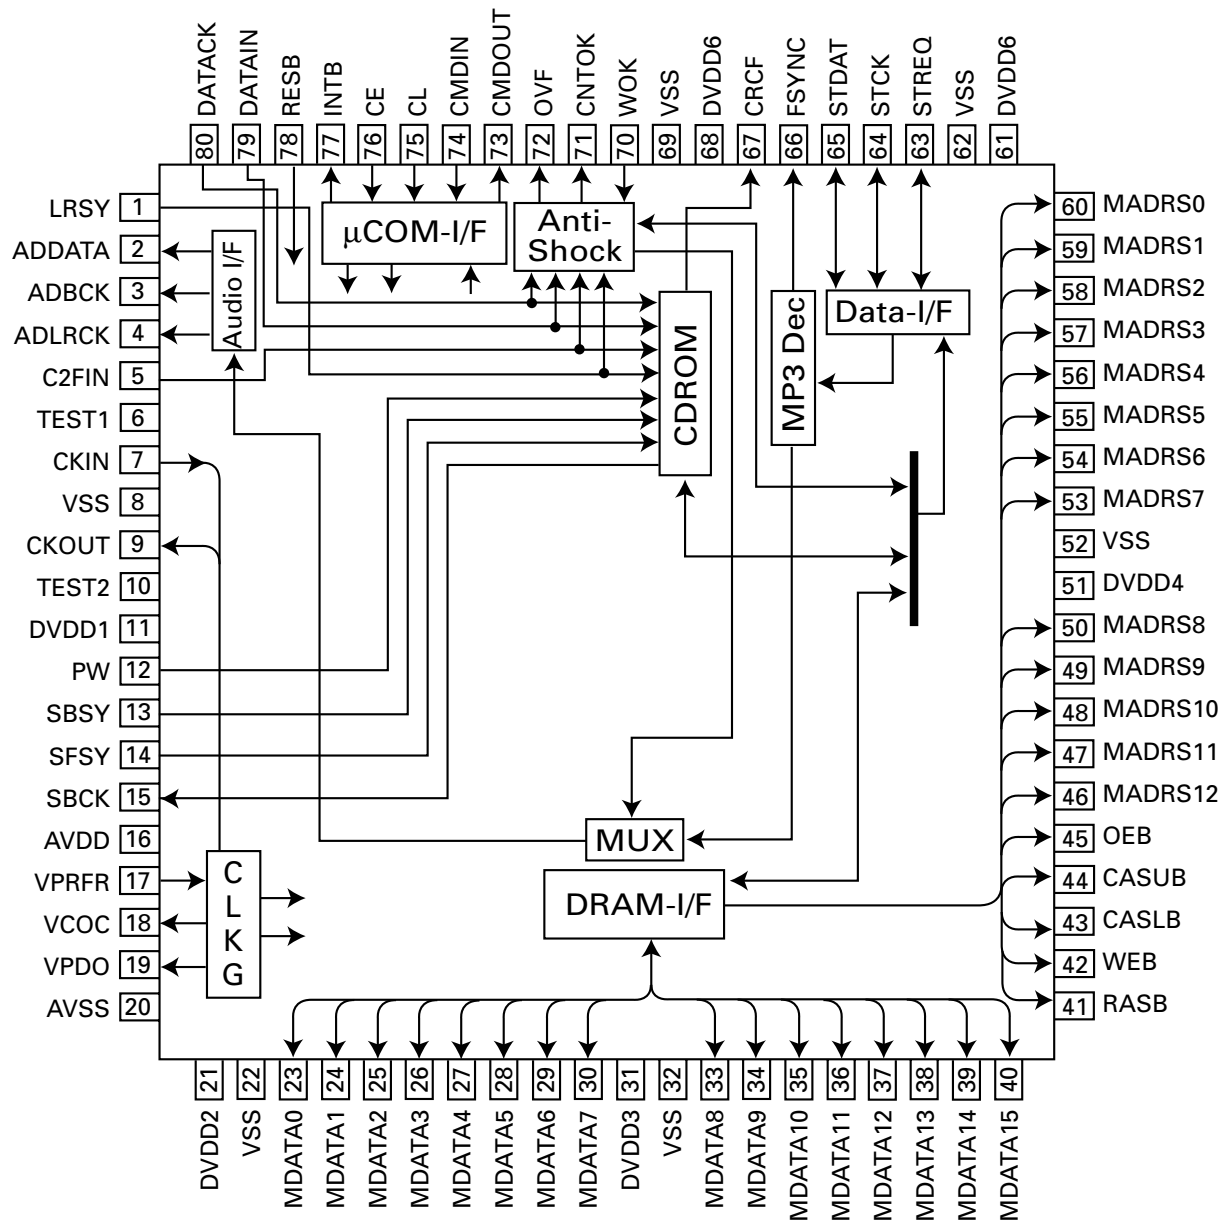 DATACK
DATAIN
RESB
INTB
CE
CL
CMDIN
CMDOUT
OVF
CNTOK
WOK
VSS
DVDD6
CRCF
FSYNC
STDAT
STCK
STREQ
VSS
DVDD6
80
79
78
77
76
75
74
73
72
71
70
69
68
67
66
65
64
63
62
61
LRSY 1
ADDATA 2
ADBCK 3
ADLRCK 4
C2FIN 5
TEST1 6
CKIN 7
VSS 8
CKOUT 9
TEST2 10
DVDD1 11
PW 12
SBSY 13
SFSY 14
SBCK 15
AVDD 16
VPRFR 17
VCOC 18
VPDO 19
AVSS 20
Audio I/F
µCOM-I/F
Anti-
Shock
CDROM
MP3 Dec
Data-I/F
MUX
DRAM-I/F
C
L
K
G
60 MADRS0
59 MADRS1
58 MADRS2
57 MADRS3
56 MADRS4
55 MADRS5
54 MADRS6
53 MADRS7
52 VSS
51 DVDD4
50 MADRS8
49 MADRS9
48 MADRS10
47 MADRS11
46 MADRS12
45 OEB
44 CASUB
43 CASLB
42 WEB
41 RASB
21
22
23
24
25
26
27
28
29
30
31
32
33
34
35
36
37
38
39
40
DVDD2
VSS
MDATA0
MDATA1
MDATA2
MDATA3
MDATA4
MDATA5
MDATA6
MDATA7
DVDD3
VSS
MDATA8
MDATA9
MDATA10
MDATA11
MDATA12
MDATA13
MDATA14
MDATA15